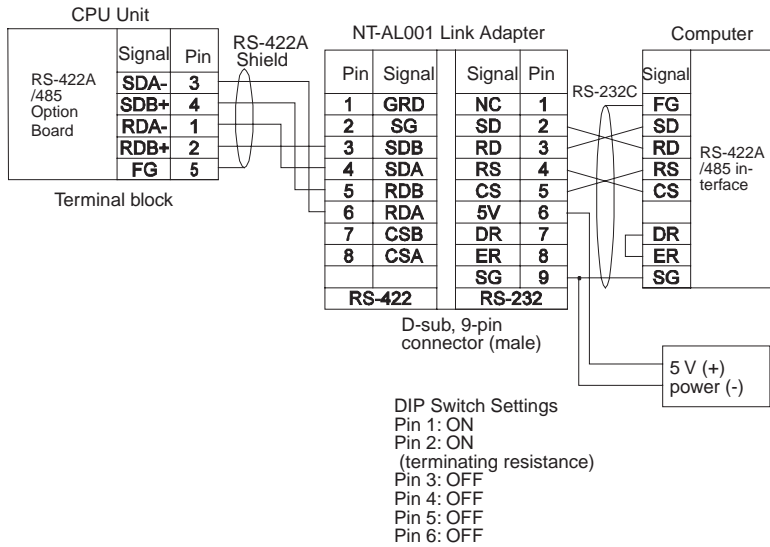 CPU Unit
RS-422A
/485
Option
Board
Signal Pin
SDA- 3
SDB+ 4
RDA- 1
RDB+ 2
FG 5
Terminal block
RS-422A
Shield
NT-AL001 Link Adapter
Pin Signal
1 GRD
2 SG
3 SDB
4 SDA
5 RDB
6 RDA
7 CSB
8 CSA
RS-422
Signal Pin
NC 1
SD 2
RD 3
RS 4
CS 5
5V 6
DR 7
ER 8
SG 9
RS-232
D-sub, 9-pin
connector (male)
RS-232C
Computer
Signal
FG
SD
RD
RS
CS
DR
ER
SG
RS-422A
/485 in-
terface
5 V (+)
power (-)
DIP Switch Settings
Pin 1: ON
Pin 2: ON
(terminating resistance)
Pin 3: OFF
Pin 4: OFF
Pin 5: OFF
Pin 6: OFF